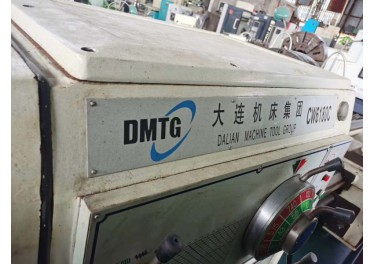 DMTG
大连机床集团 CW6180C
DALIAN MACHINE TOOL GROUP